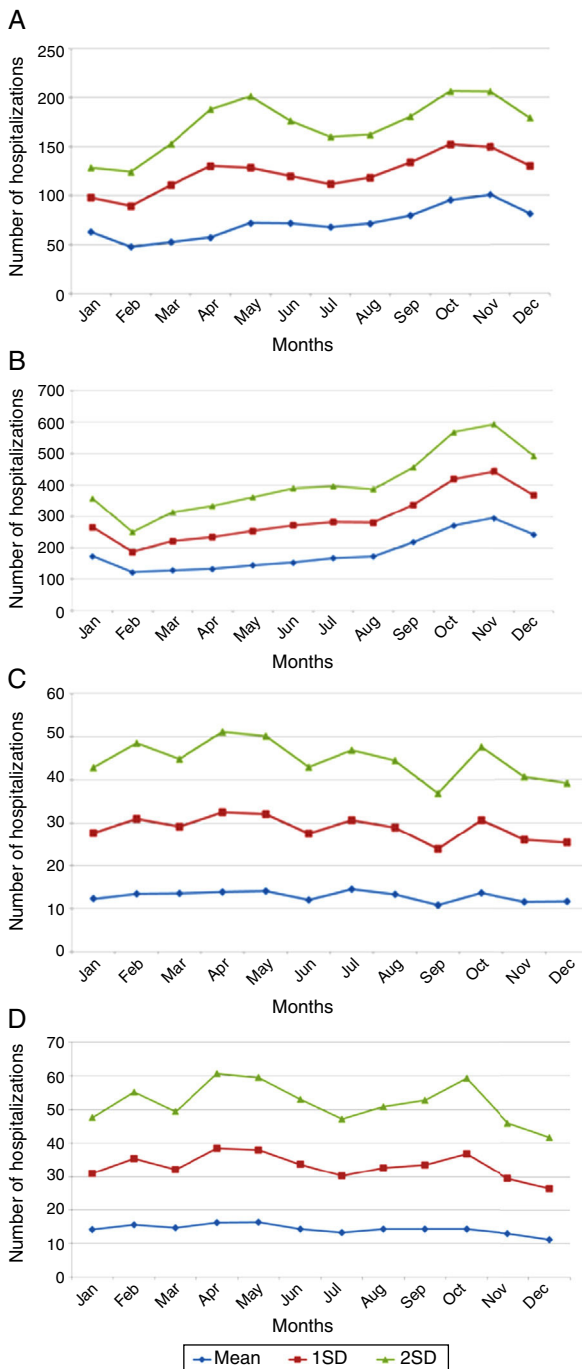 A
Number of hospitalizations
250
200
150
100
50
0
Jan Feb Mar Apr May Jun Jul Aug Sep Oct Nov Dec
Months
B
Number of hospitalizations
700
600
500
400
300
200
100
0
Jan Feb Mar Apr May Jun Jul Aug Sep Oct Nov Dec
Months
C
Number of hospitalizations
60
50
40
30
20
10
0
Jan Feb Mar Apr May Jun Jul Aug Sep Oct Nov Dec
Months
D
Number of hospitalizations
70
60
50
40
30
20
10
0
Jan Feb Mar Apr May Jun Jul Aug Sep Oct Nov Dec
Months
Mean 1SD 2SD